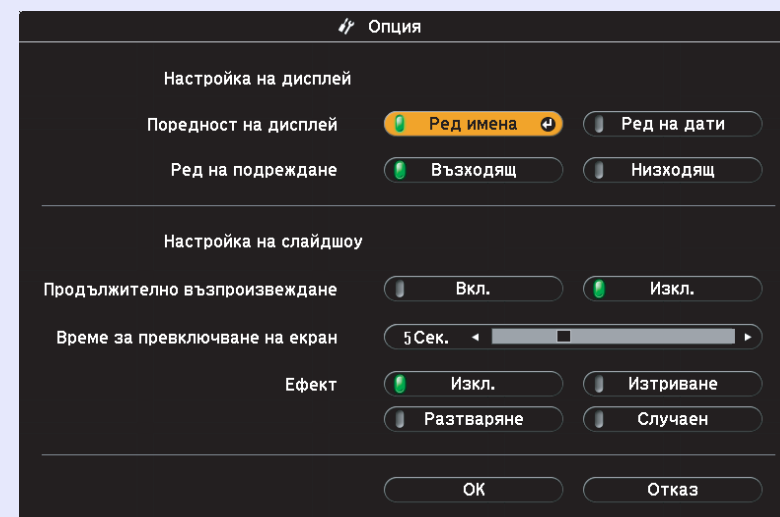 Опция
Настройка на дисплей
Поредност на дисплей Ред имена Ред на дати
Ред на подреждане Възходящ Низходящ
Настройка на слайдшоу
Продължително възпроизвеждане Вкл. Изкл.
Време за превключване на екран 5Сек.
Ефект Изкл. Изтриване
Разтваряне Случаен
ОК Отказ